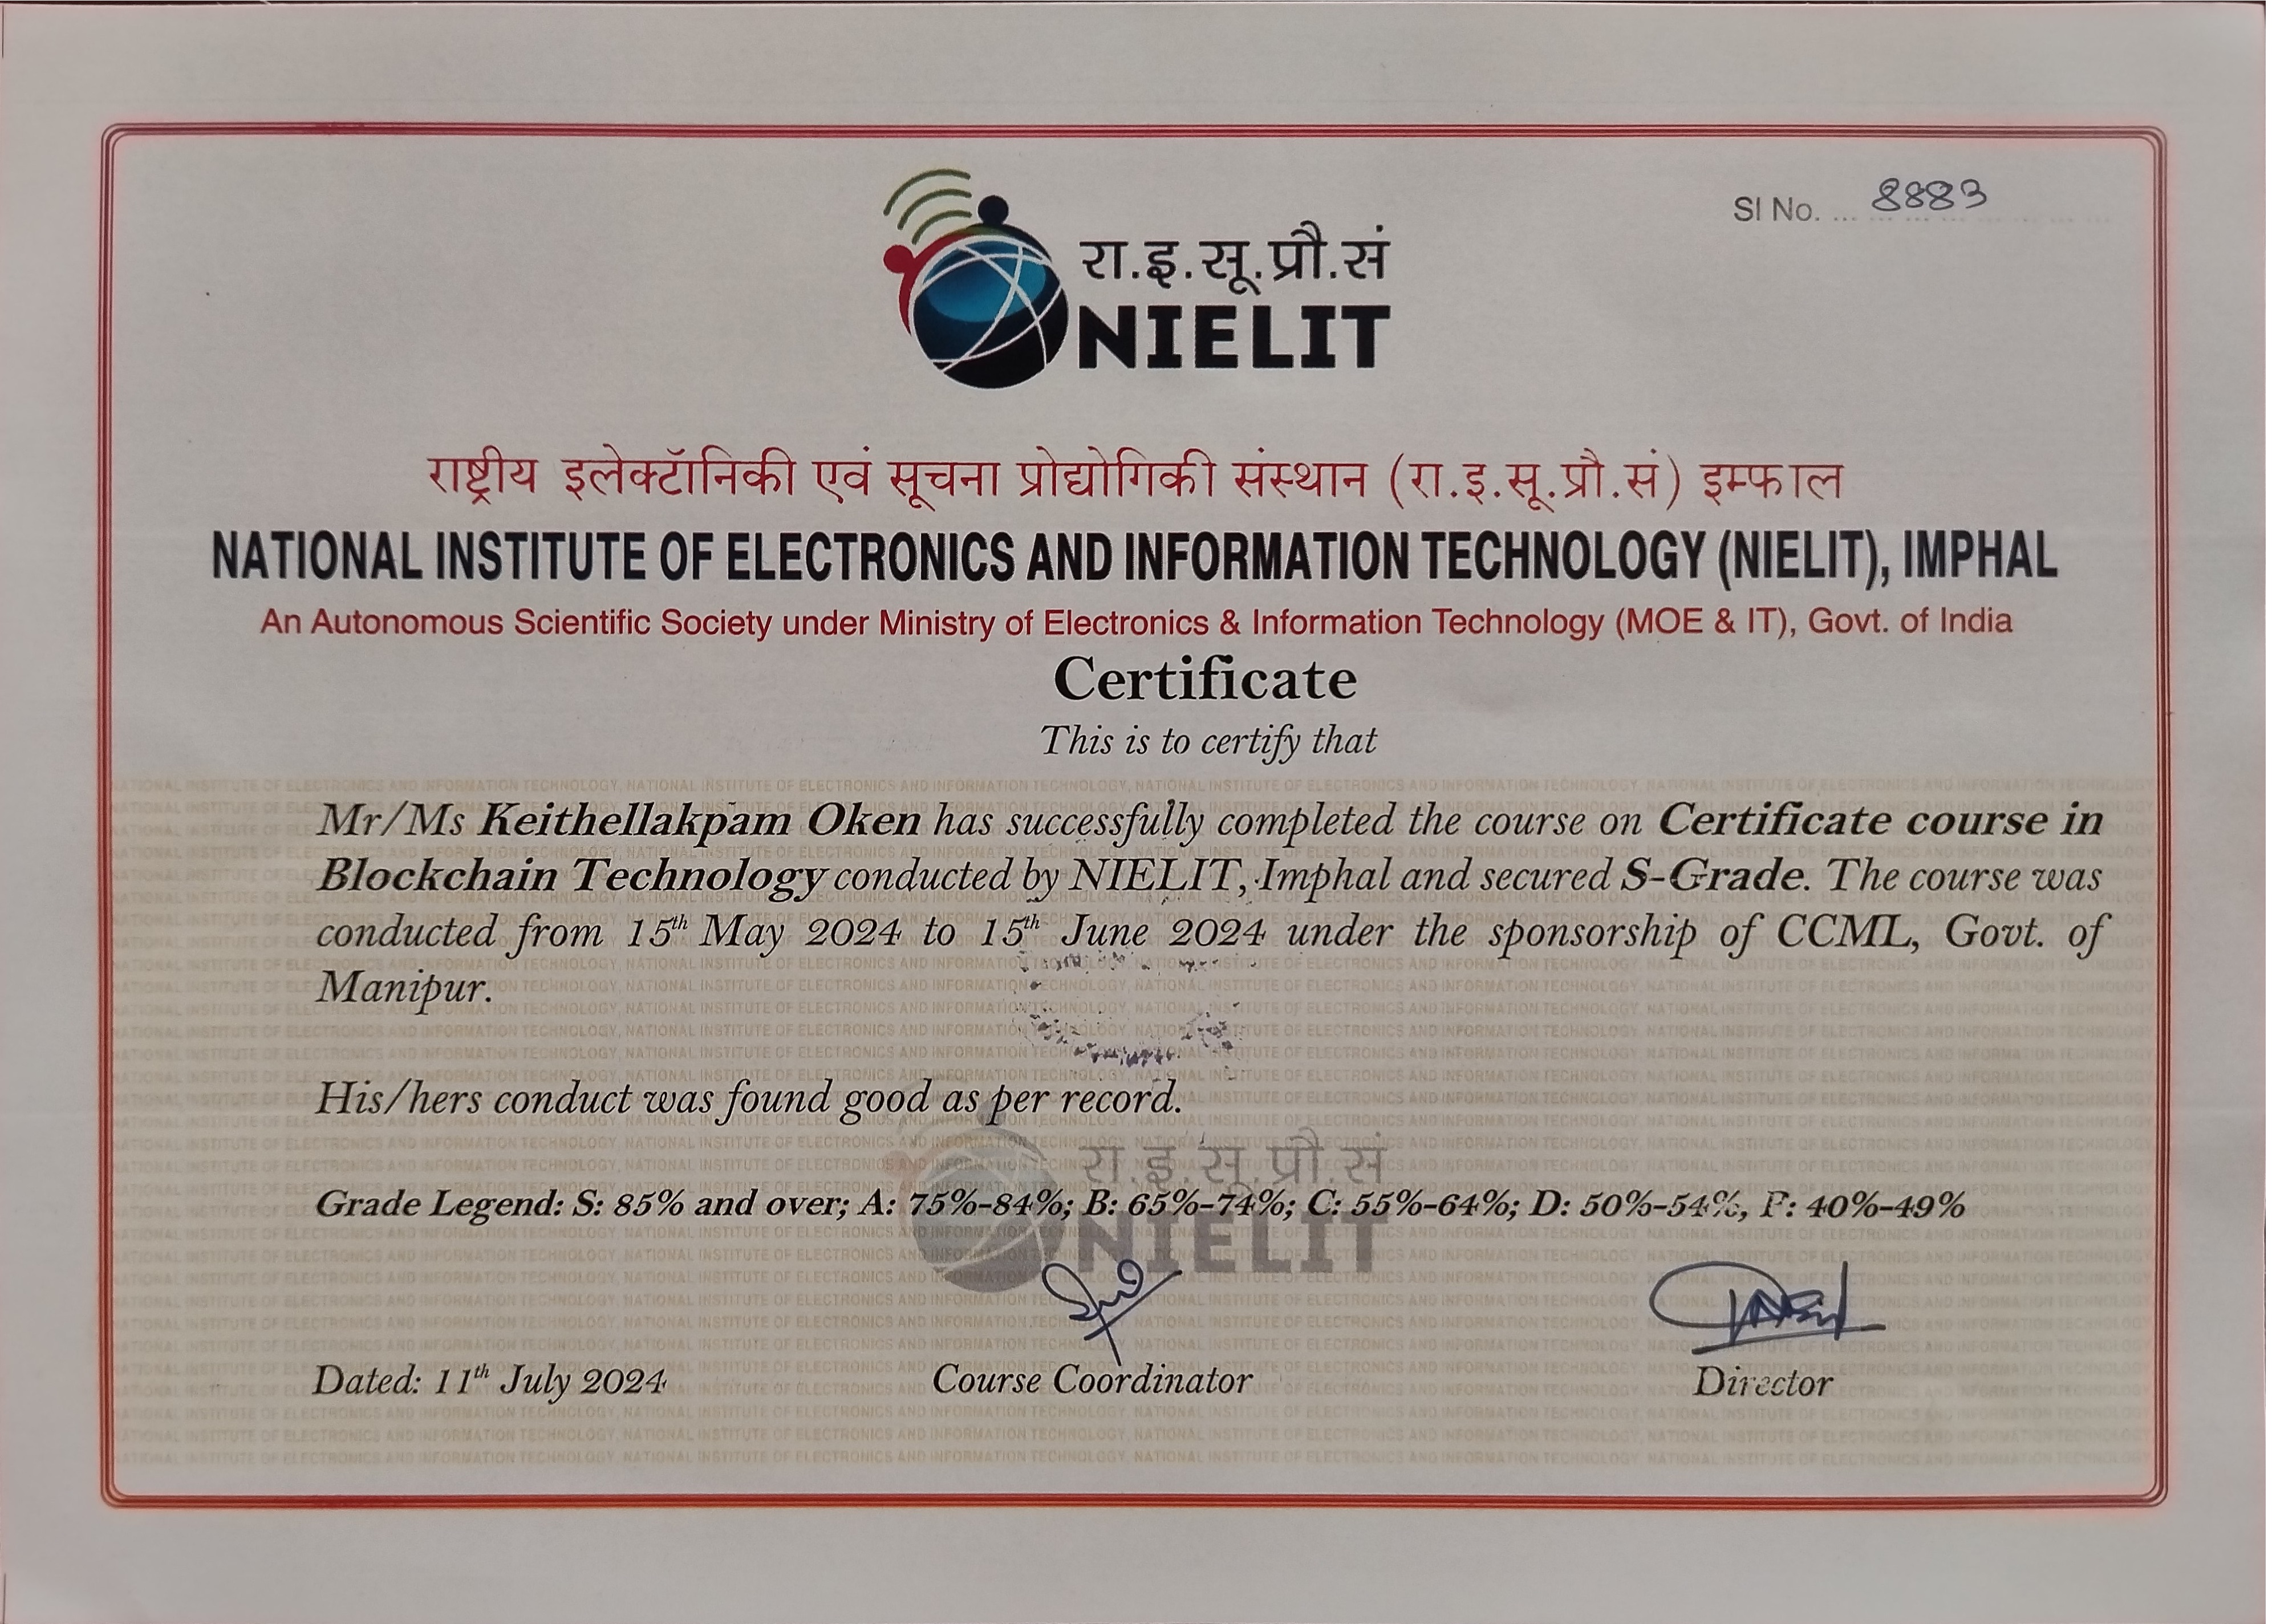 Sl No. ... 8883
रा.इ.सू.प्रौ.सं
NIELIT
राष्ट्रीय इलेक्टॉनिकी एवं सूचना प्रोद्योगिकी संस्थान (रा.इ.सू.प्रौ.सं) इम्फाल
NATIONAL INSTITUTE OF ELECTRONICS AND INFORMATION TECHNOLOGY (NIELIT), IMPHAL
An Autonomous Scientific Society under Ministry of Electronics & Information Technology (MOE & IT), Govt. of India
Certificate
This is to certify that
Mr/Ms Keithellakpam Oken has successfully completed the course on Certificate course in
Blockchain Technology conducted by NIELIT, Imphal and secured S-Grade. The course was
conducted from 15th May 2024 to 15th June 2024 under the sponsorship of CCML, Govt. of
Manipur.
His/hers conduct was found good as per record.
रा.इ.सू.प्रौ.सं
Grade Legend: S: 85% and over; A: 75%-84%; B: 65%-74%; C: 55%-64%; D: 50%-54%, F: 40%-49%
NIELIT
Dated: 11th July 2024 Course Coordinator Director